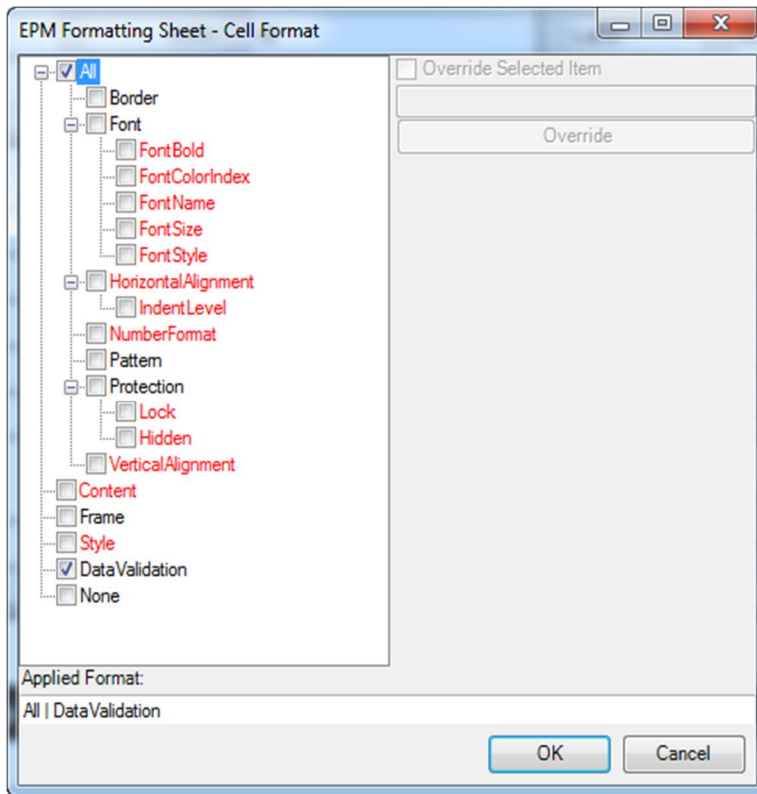 EPM Formatting Sheet - Cell Format
All
Border
Font
FontBold
FontColorIndex
FontName
FontSize
FontStyle
HorizontalAlignment
IndentLevel
NumberFormat
Pattern
Protection
Lock
Hidden
VerticalAlignment
Content
Frame
Style
DataValidation
None
Override Selected Item
Override
Applied Format:
All | DataValidation
OK
Cancel